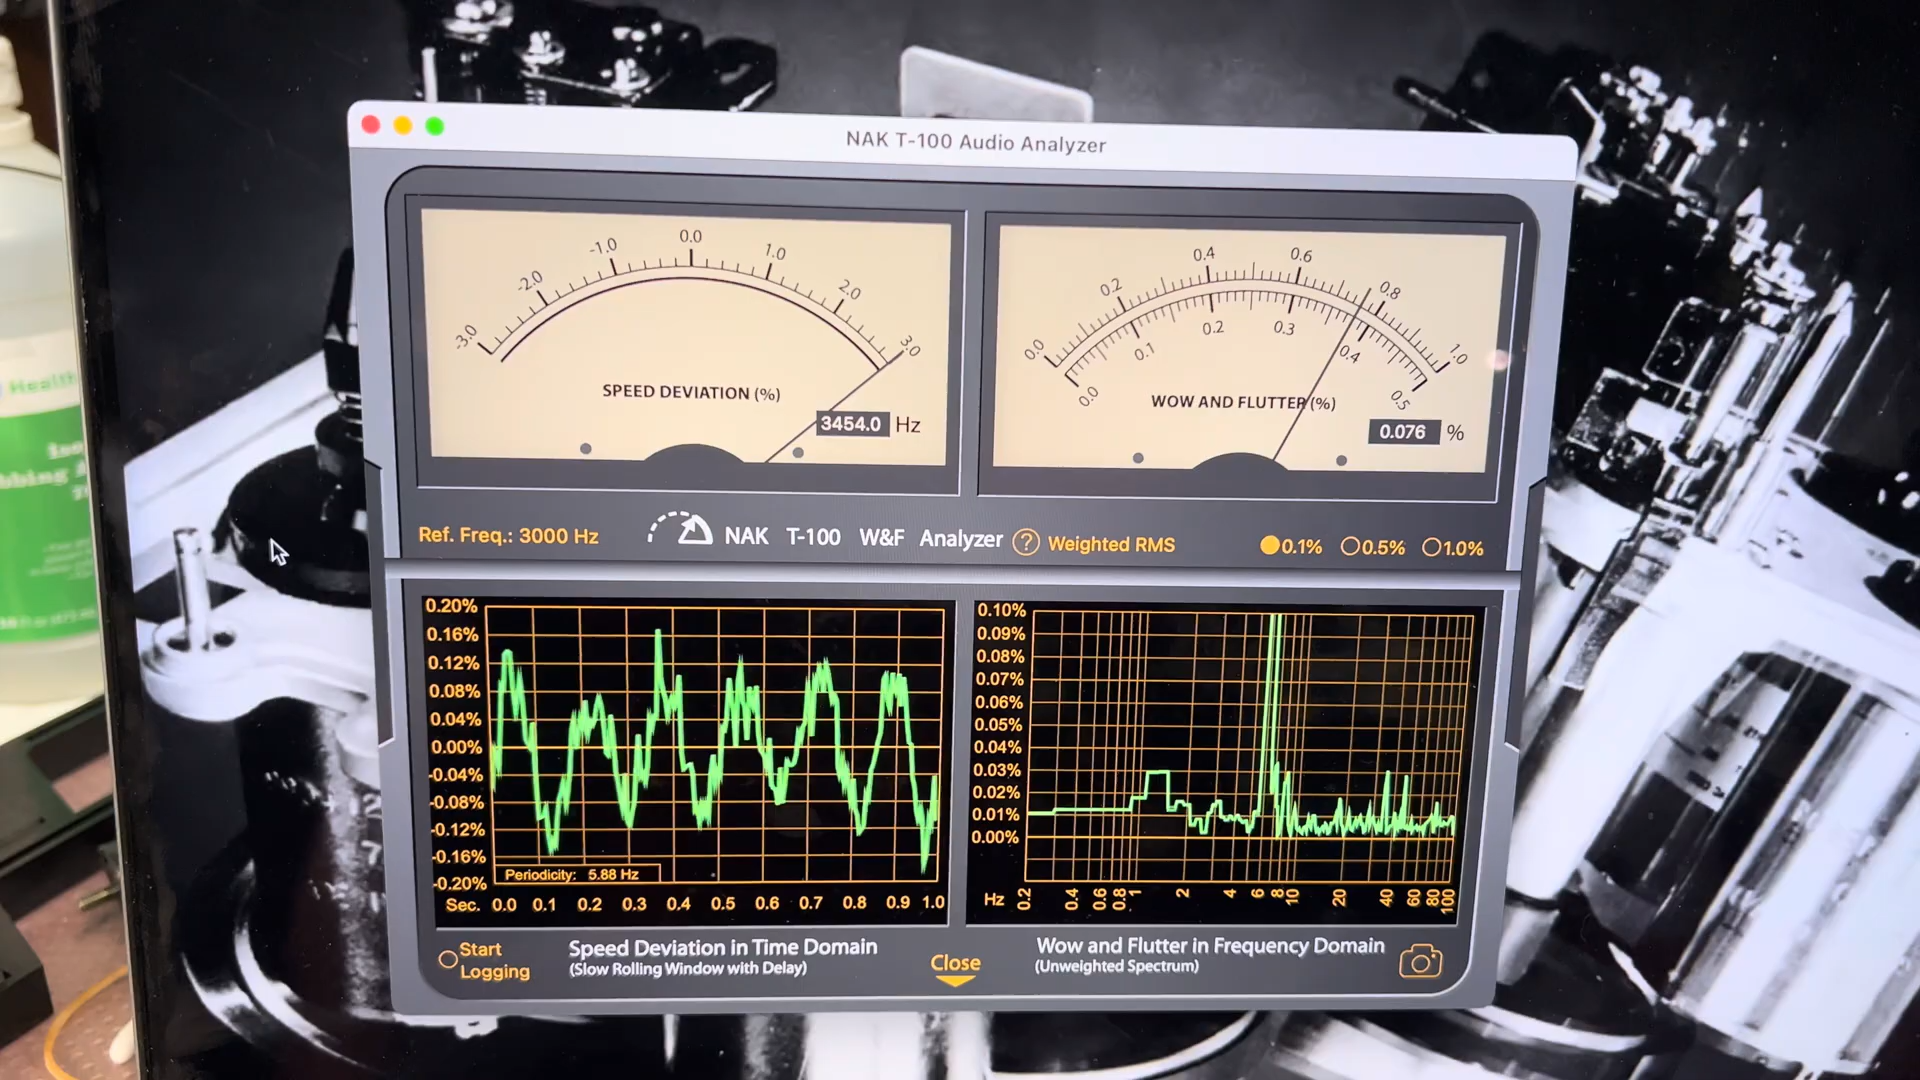 NAK T-100 Audio Analyzer
-3.0 -2.0 -1.0 0.0 1.0 2.0 3.0
SPEED DEVIATION (%)
3454.0 Hz
0.0 0.2 0.4 0.6 0.8 1.0
0.0 0.1 0.2 0.3 0.4 0.5
WOW AND FLUTTER (%)
0.076 %
Ref. Freq.: 3000 Hz
NAK T-100 W&F Analyzer
?
Weighted RMS
0.1% 0.5% 1.0%
0.20%
0.16%
0.12%
0.08%
0.04%
0.00%
-0.04%
-0.08%
-0.12%
-0.16%
-0.20%
Periodicity: 5.88 Hz
Sec. 0.0 0.1 0.2 0.3 0.4 0.5 0.6 0.7 0.8 0.9 1.0
0.10%
0.09%
0.08%
0.07%
0.06%
0.05%
0.04%
0.03%
0.02%
0.01%
0.00%
Hz 0.2 0.4 0.6 0.8 1 2 4 6 8 10 20 40 60 80 100
Start
Logging
Speed Deviation in Time Domain
(Slow Rolling Window with Delay)
Close
Wow and Flutter in Frequency Domain
(Unweighted Spectrum)
Health